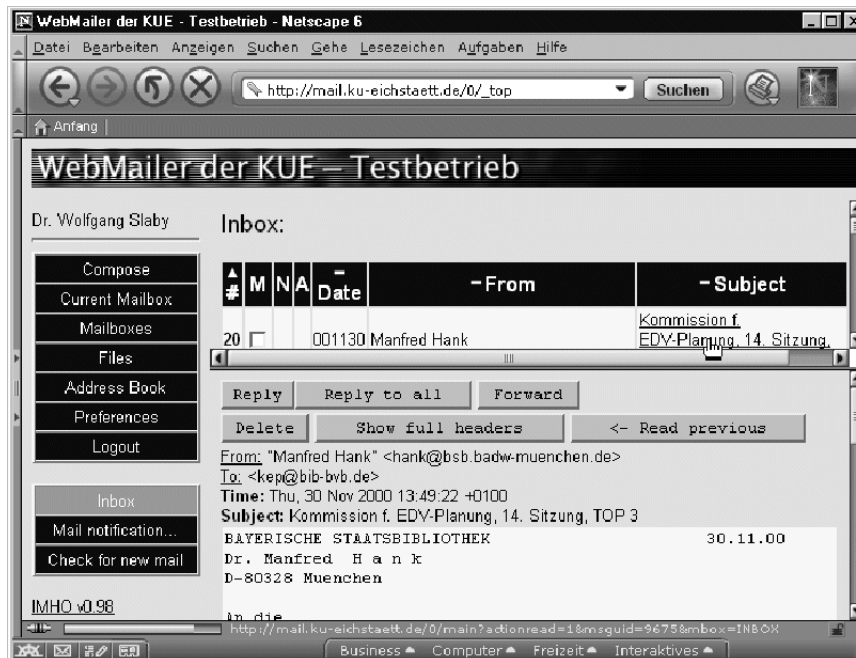 WebMailer der KUE - Testbetrieb - Netscape 6
Datei Bearbeiten Anzeigen Suchen Gehe Lesezeichen Aufgaben Hilfe
http://mail.ku-eichstaett.de/0/_top Suchen N
Anfang
WebMailer der KUE – Testbetrieb
Dr. Wolfgang Slaby
Compose
Current Mailbox
Mailboxes
Files
Address Book
Preferences
Logout
Inbox
Mail notification...
Check for new mail
IMHO v0.98
Inbox:
# M N A Date From Subject
20 001130 Manfred Hank Kommission f.
EDV-Planung, 14. Sitzung,
Reply Reply to all Forward
Delete Show full headers <- Read previous
From: "Manfred Hank" <hank@bsb.badw-muenchen.de>
To: <kep@bib-bvb.de>
Time: Thu, 30 Nov 2000 13:49:22 +0100
Subject: Kommission f. EDV-Planung, 14. Sitzung, TOP 3
BAYERISCHE STAATSBIBLIOTHEK 30.11.00
Dr. Manfred H a n k
D-80328 Muenchen
An die
http://mail.ku-eichstaett.de/0/main?actionread=1&msguid=9675&mbox=INBOX
Business Computer Freizeit Interaktives